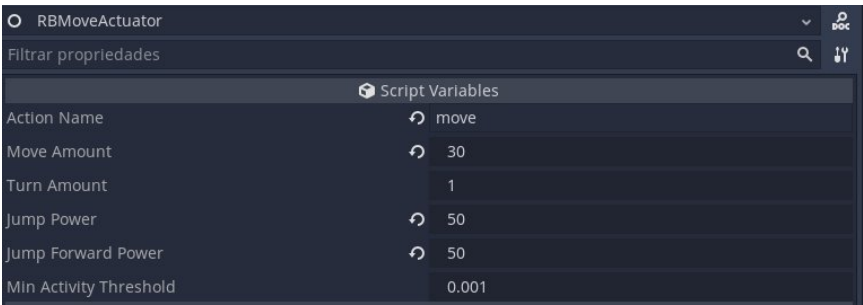 RBMoveActuator
DOC
Filtrar propriedades
Script Variables
Action Name move
Move Amount 30
Turn Amount 1
Jump Power 50
Jump Forward Power 50
Min Activity Threshold 0.001